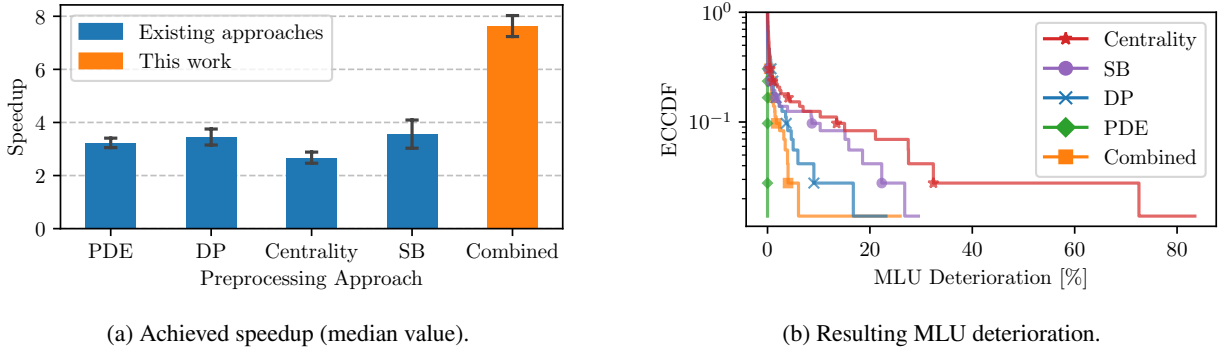 8
6
4
2
0
Speedup
Existing approaches
This work
PDE
DP
Centrality
SB
Combined
Preprocessing Approach
(a) Achieved speedup (median value).
10⁰
10⁻¹
ECCDF
Centrality
SB
DP
PDE
Combined
0
20
40
60
80
MLU Deterioration [%]
(b) Resulting MLU deterioration.